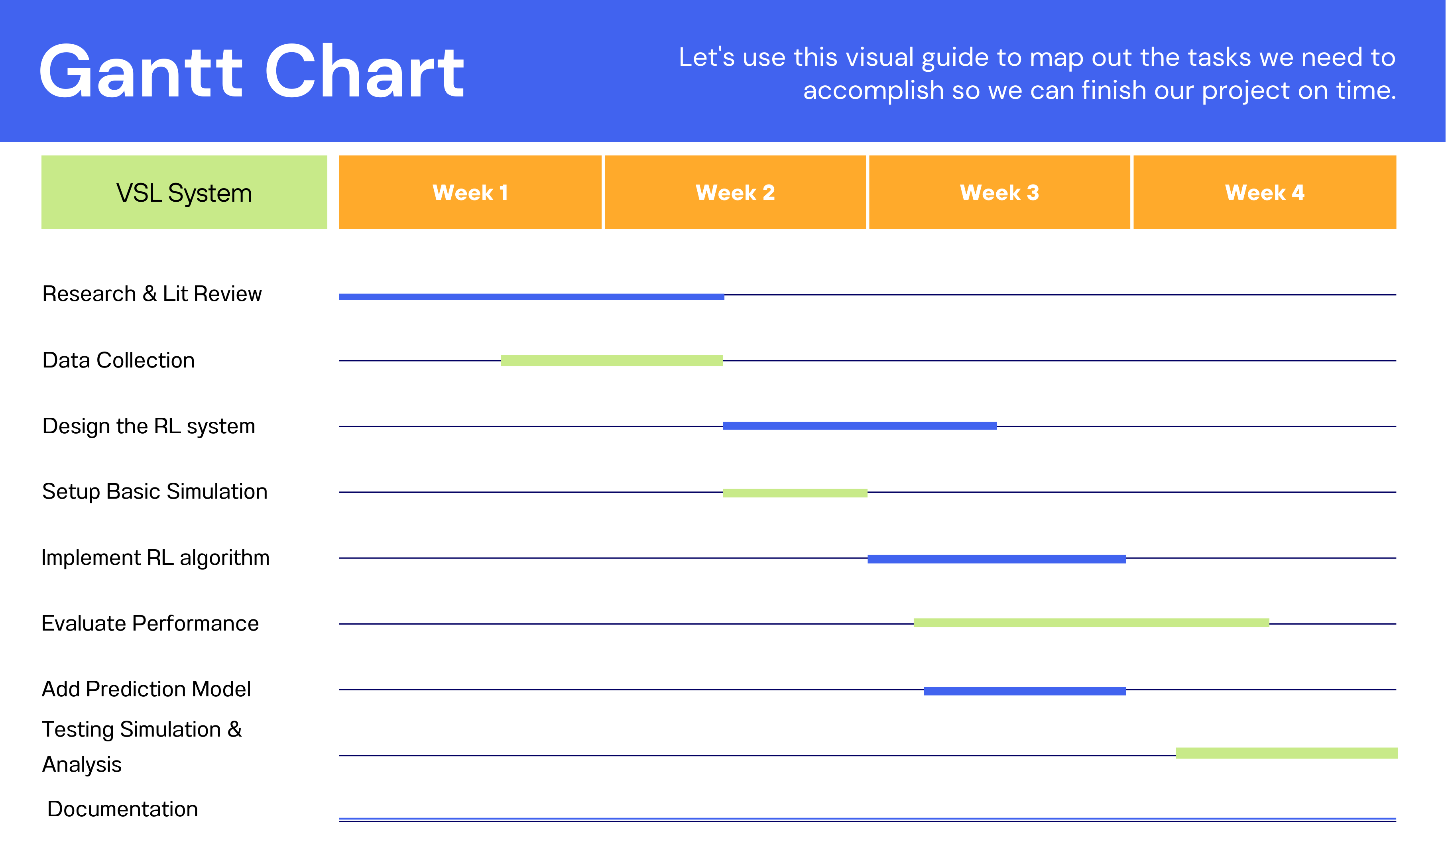 Gantt Chart
Let's use this visual guide to map out the tasks we need to
accomplish so we can finish our project on time.
VSL System
Week 1
Week 2
Week 3
Week 4
Research & Lit Review
Data Collection
Design the RL system
Setup Basic Simulation
Implement RL algorithm
Evaluate Performance
Add Prediction Model
Testing Simulation &
Analysis
Documentation